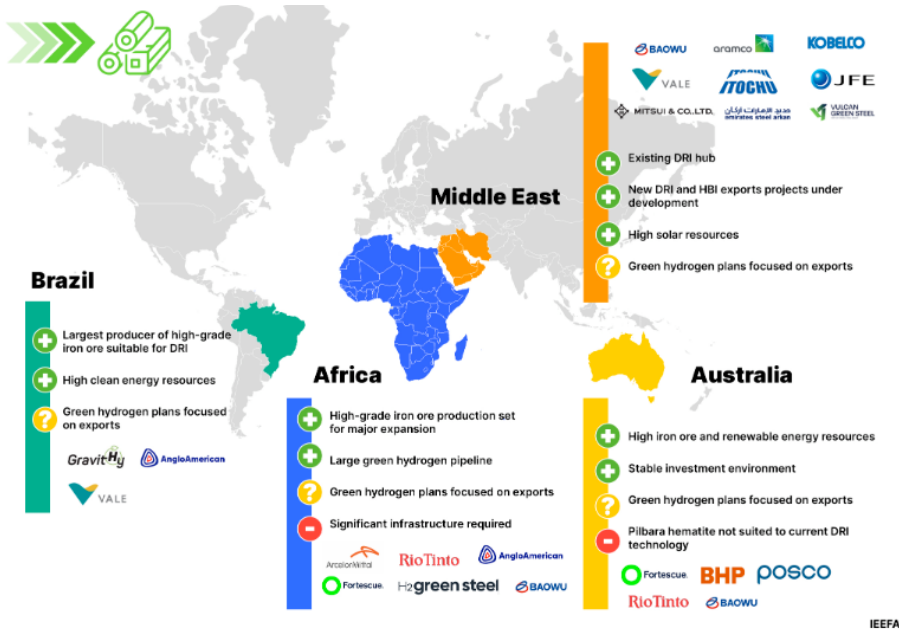 BAOWU
aramco
KOBELCO
VALE
ITOCHU
JFE
MITSUI & CO., LTD.
حديد الإمارات أركان
emirates steel arkan
VULCAN
GREEN STEEL
Middle East
Existing DRI hub
New DRI and HBI exports projects under
development
High solar resources
? Green hydrogen plans focused on exports
Brazil
Largest producer of high-grade
iron ore suitable for DRI
High clean energy resources
? Green hydrogen plans focused
on exports
GravitHy
AngloAmerican
VALE
Africa
High-grade iron ore production set
for major expansion
Large green hydrogen pipeline
? Green hydrogen plans focused on exports
Significant infrastructure required
ArcelorMittal
RioTinto
AngloAmerican
Fortescue.
H2 green steel
BAOWU
Australia
High iron ore and renewable energy resources
Stable investment environment
? Green hydrogen plans focused on exports
Pilbara hematite not suited to current DRI
technology
Fortescue.
BHP
posco
RioTinto
BAOWU
IEEFA